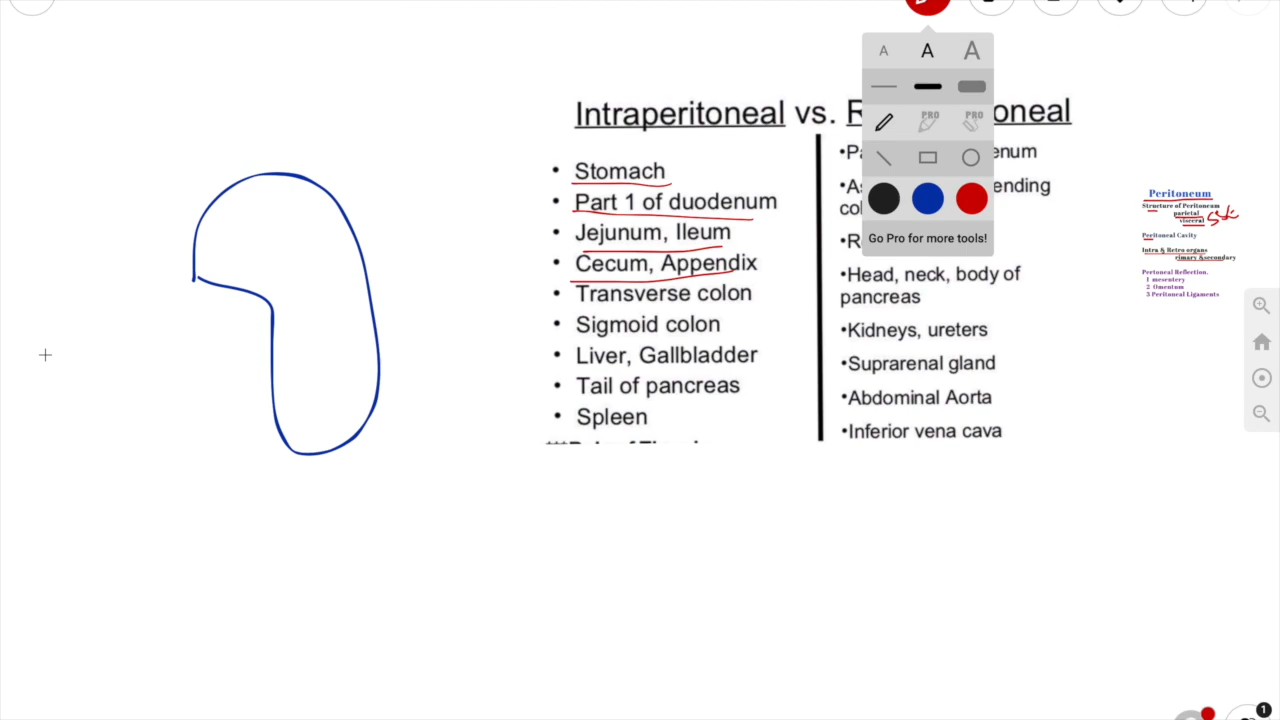 Intraperitoneal vs. R oneal
• Stomach
• Part 1 of duodenum
• Jejunum, Ileum
• Cecum, Appendix
• Transverse colon
• Sigmoid colon
• Liver, Gallbladder
• Tail of pancreas
• Spleen
•Pa enum
•As ending
col
•R
•Head, neck, body of
pancreas
•Kidneys, ureters
•Suprarenal gland
•Abdominal Aorta
•Inferior vena cava
A A A
PRO PRO
Go Pro for more tools!
Peritoneum
Structure of Peritoneum
parietal
visceral
Peritoneal Cavity
Intra & Retro organs
rimary &secondary
Pertoneal Reflection.
1 mesentery
2 Omentum
3 Peritoneal Ligaments
1